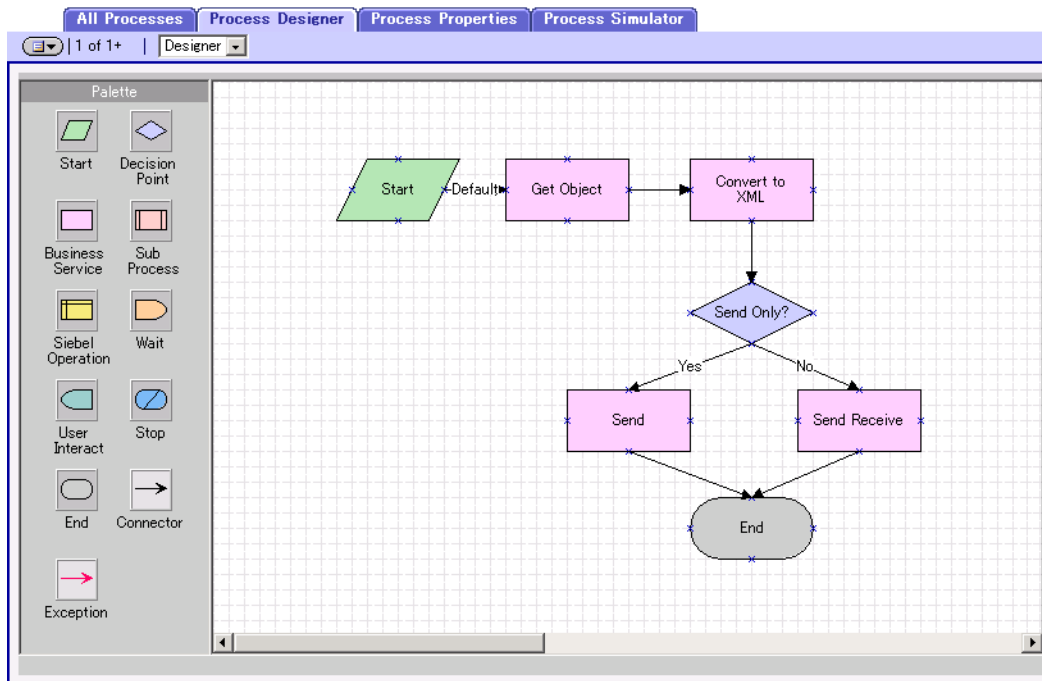 All Processes
Process Designer
Process Properties
Process Simulator
1 of 1+
Designer
Palette
Start
Decision
Point
Business
Service
Sub
Process
Siebel
Operation
Wait
User
Interact
Stop
End
Connector
Exception
Start
Default
Get Object
Convert to
XML
Send Only?
Yes
No
Send
Send Receive
End